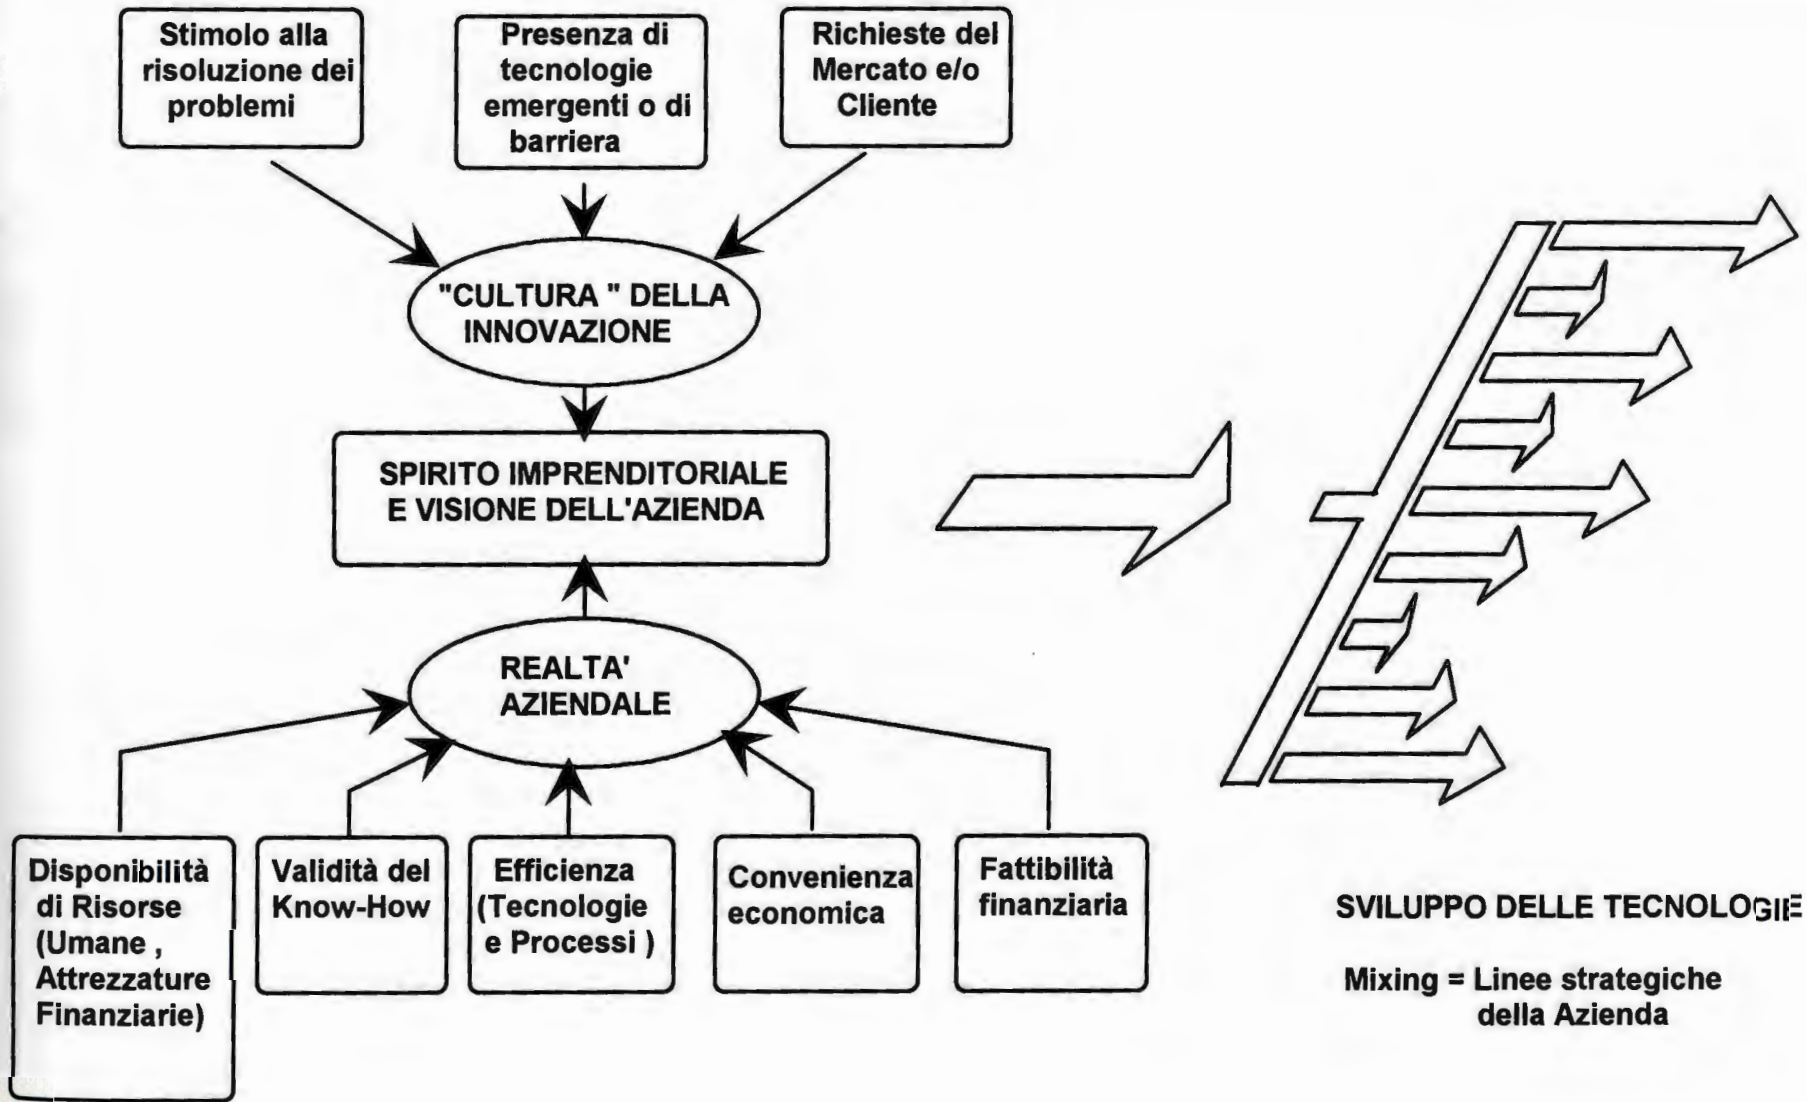 Stimolo alla
risoluzione dei
problemi
Presenza di
tecnologie
emergenti o di
barriera
Richieste del
Mercato e/o
Cliente
"CULTURA " DELLA
INNOVAZIONE
SPIRITO IMPRENDITORIALE
E VISIONE DELL'AZIENDA
REALTA'
AZIENDALE
Disponibilità
di Risorse
(Umane ,
Attrezzature
Finanziarie)
Validità del
Know-How
Efficienza
(Tecnologie
e Processi )
Convenienza
economica
Fattibilità
finanziaria
SVILUPPO DELLE TECNOLOGIE
Mixing = Linee strategiche
della Azienda